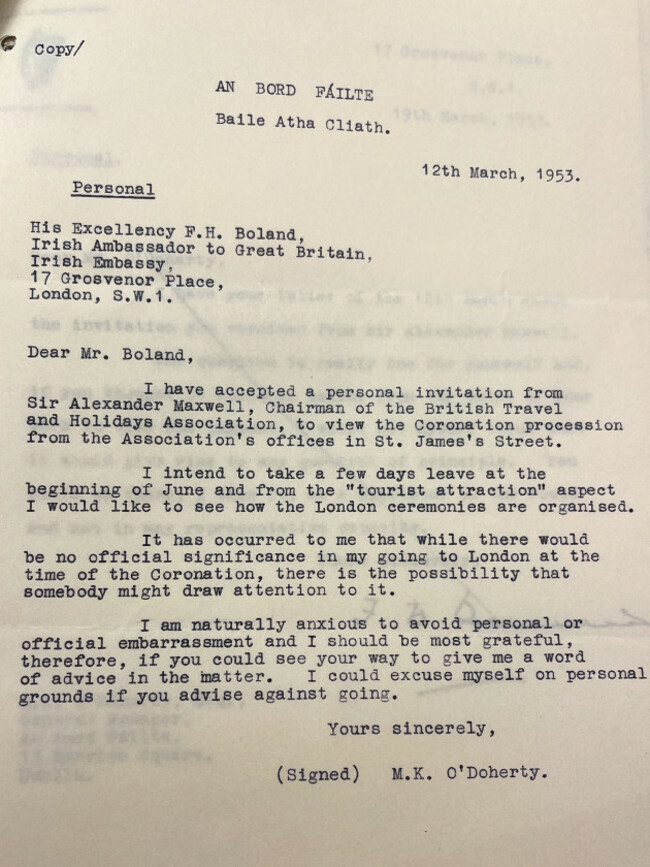 Copy/
AN BORD FÁILTE
Baile Atha Cliath.
12th March, 1953.
Personal
His Excellency F.H. Boland,
Irish Ambassador to Great Britain,
Irish Embassy,
17 Grosvenor Place,
London, S.W.1.
Dear Mr. Boland,
I have accepted a personal invitation from
Sir Alexander Maxwell, Chairman of the British Travel
and Holidays Association, to view the Coronation procession
from the Association's offices in St. James's Street.
I intend to take a few days leave at the
beginning of June and from the "tourist attraction" aspect
I would like to see how the London ceremonies are organised.
It has occurred to me that while there would
be no official significance in my going to London at the
time of the Coronation, there is the possibility that
somebody might draw attention to it.
I am naturally anxious to avoid personal or
official embarrassment and I should be most grateful,
therefore, if you could see your way to give me a word
of advice in the matter. I could excuse myself on personal
grounds if you advise against going.
Yours sincerely,
(Signed) M.K. O'Doherty.